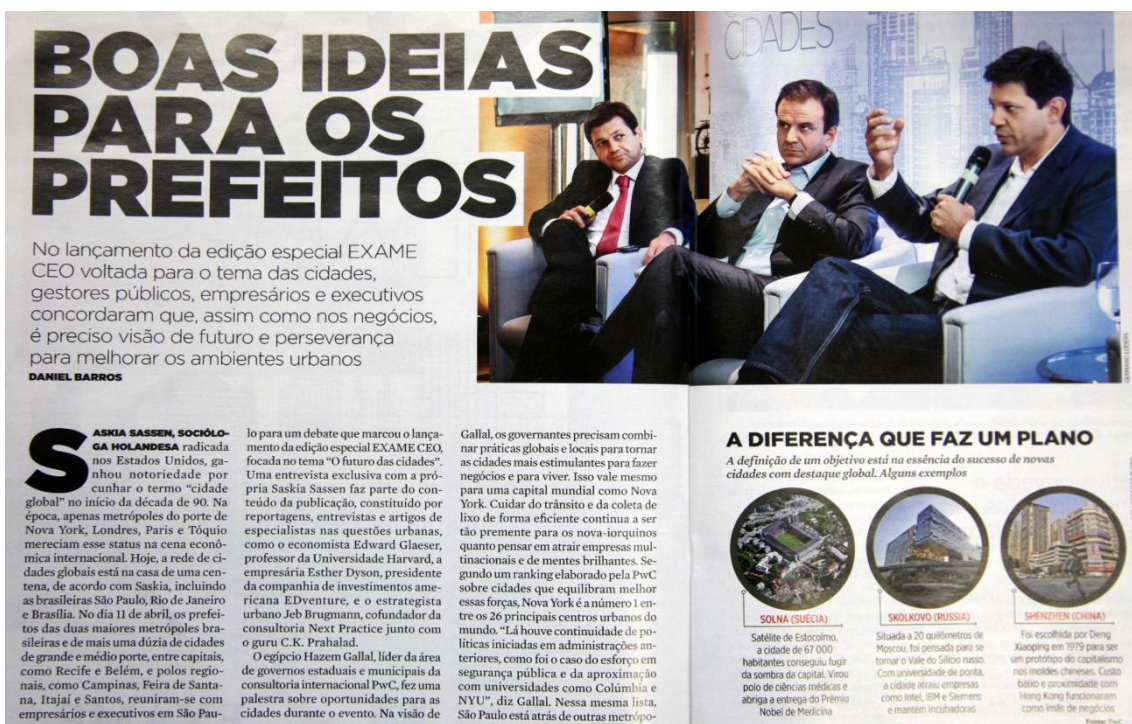 BOAS IDEIAS
PARA OS
PREFEITOS
CIDADES
No lançamento da edição especial EXAME
CEO voltada para o tema das cidades,
gestores públicos, empresários e executivos
concordaram que, assim como nos negócios,
é preciso visão de futuro e perseverança
para melhorar os ambientes urbanos
DANIEL BARROS
GERMANO LÜDERS
SASKIA SASSEN, SOCIÓLO-
GA HOLANDESA radicada
nos Estados Unidos, ga-
nhou notoriedade por
cunhar o termo “cidade
global” no início da década de 90. Na
época, apenas metrópoles do porte de
Nova York, Londres, Paris e Tóquio
mereciam esse status na cena econô-
mica internacional. Hoje, a rede de ci-
dades globais está na casa de uma cen-
tena, de acordo com Saskia, incluindo
as brasileiras São Paulo, Rio de Janeiro
e Brasília. No dia 11 de abril, os prefei-
tos das duas maiores metrópoles bra-
sileiras e de mais uma dúzia de cidades
de grande e médio porte, entre capitais,
como Recife e Belém, e polos regio-
nais, como Campinas, Feira de Santa-
na, Itajaí e Santos, reuniram-se com
empresários e executivos em São Pau-
lo para um debate que marcou o lança-
mento da edição especial EXAME CEO,
focada no tema “O futuro das cidades”.
Uma entrevista exclusiva com a pró-
pria Saskia Sassen faz parte do con-
teúdo da publicação, constituído por
reportagens, entrevistas e artigos de
especialistas nas questões urbanas,
como o economista Edward Glaeser,
professor da Universidade Harvard, a
empresária Esther Dyson, presidente
da companhia de investimentos ame-
ricana EDventure, e o estrategista
urbano Jeb Brugmann, cofundador da
consultoria Next Practice junto com
o guru C.K. Prahalad.
O egípcio Hazem Gallal, líder da área
de governos estaduais e municipais da
consultoria internacional PwC, fez uma
palestra sobre oportunidades para as
cidades durante o evento. Na visão de
Gallal, os governantes precisam combi-
nar práticas globais e locais para tornar
as cidades mais estimulantes para fazer
negócios e para viver. Isso vale mesmo
para uma capital mundial como Nova
York. Cuidar do trânsito e da coleta de
lixo de forma eficiente continua a ser
tão premente para os nova-iorquinos
quanto pensar em atrair empresas mul-
tinacionais e de mentes brilhantes. Se-
gundo um ranking elaborado pela PwC
sobre cidades que equilibram melhor
essas forças, Nova York é a número 1 en-
tre os 26 principais centros urbanos do
mundo. “Lá houve continuidade de po-
líticas iniciadas em administrações an-
teriores, como foi o caso do esforço em
segurança pública e da aproximação
com universidades como Colúmbia e
NYU”, diz Gallal. Nessa mesma lista,
São Paulo está atrás de outras metrópo-
A DIFERENÇA QUE FAZ UM PLANO
A definição de um objetivo está na essência do sucesso de novas
cidades com destaque global. Alguns exemplos
SOLNA (SUÉCIA)
Satélite de Estocolmo,
a cidade de 67 000
habitantes conseguiu fugir
da sombra da capital. Virou
polo de ciências médicas e
abriga a entrega do Prêmio
Nobel de Medicina
SKOLKOVO (RÚSSIA)
Situada a 20 quilômetros de
Moscou, foi pensada para se
tornar o Vale do Silício russo.
Com universidade de ponta,
a cidade atraiu empresas
como Intel, IBM e Siemens
e mantém incubadoras
SHENZHEN (CHINA)
Foi escolhida por Deng
Xiaoping em 1979 para ser
um protótipo do capitalismo
nos moldes chineses. Custo
baixo e proximidade com
Hong Kong funcionaram
como ímãs de negócios
Fonte: PwC